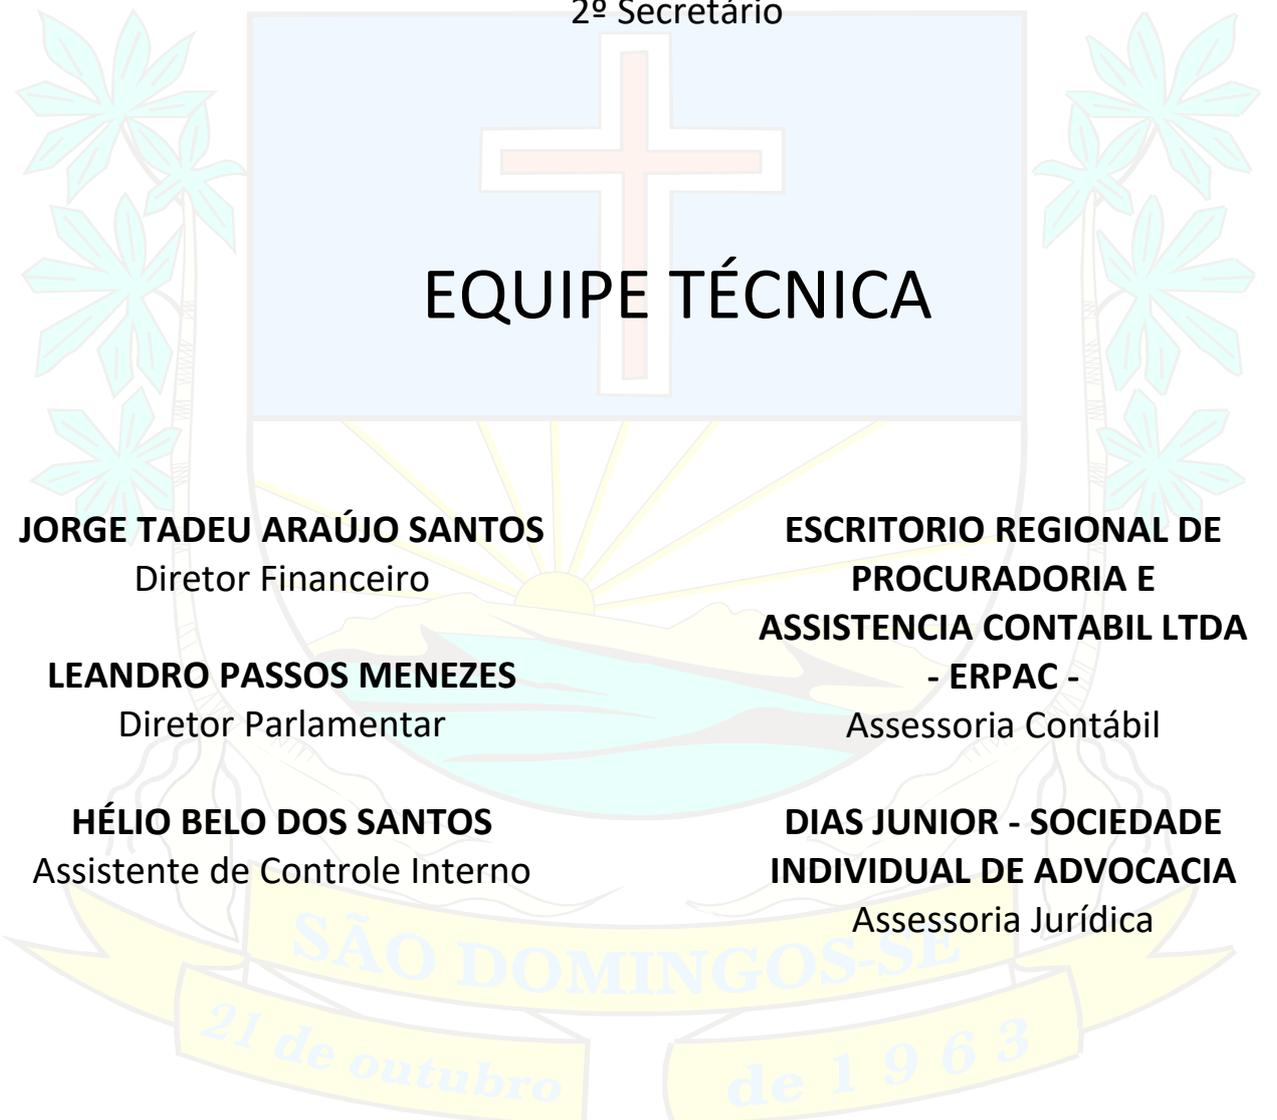 2º Secretário
EQUIPE TÉCNICA
JORGE TADEU ARAÚJO SANTOS
Diretor Financeiro
LEANDRO PASSOS MENEZES
Diretor Parlamentar
HÉLIO BELO DOS SANTOS
Assistente de Controle Interno
ESCRITORIO REGIONAL DE
PROCURADORIA E
ASSISTENCIA CONTABIL LTDA
- ERPAC -
Assessoria Contábil
DIAS JUNIOR - SOCIEDADE
INDIVIDUAL DE ADVOCACIA
Assessoria Jurídica
SÃO DOMINGOS-SE
21 de outubro
de 1963